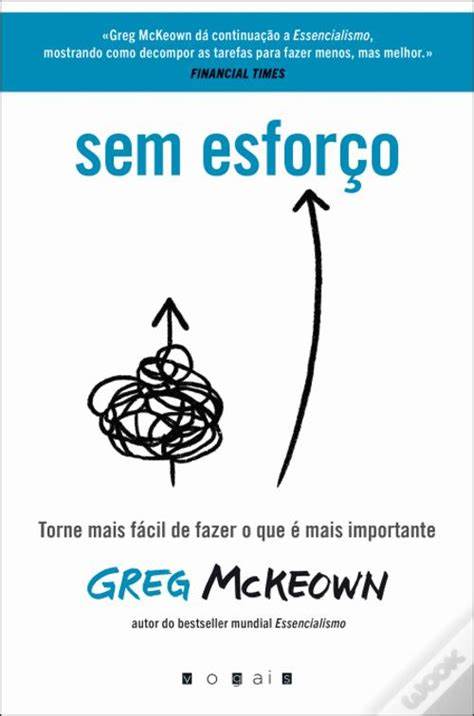 «Greg McKeown dá continuação a Essencialismo,
mostrando como decompor as tarefas para fazer menos, mas melhor.»
FINANCIAL TIMES
sem esforço
Torne mais fácil de fazer o que é mais importante
GREG McKEOWN
autor do bestseller mundial Essencialismo
vogais
WOOK